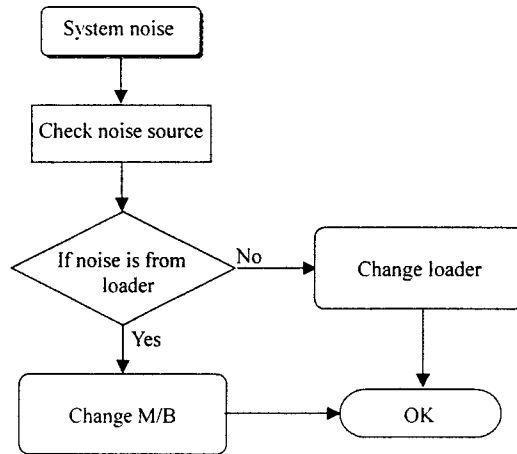 System noise
Check noise source
If noise is from
loader
No
Change loader
Yes
Change M/B
OK